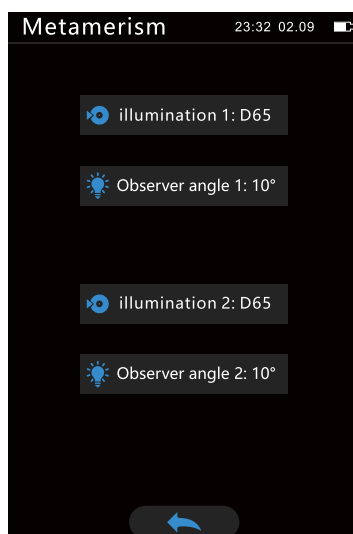 Metamerism 23:32 02.09
illumination 1: D65
Observer angle 1: 10°
illumination 2: D65
Observer angle 2: 10°